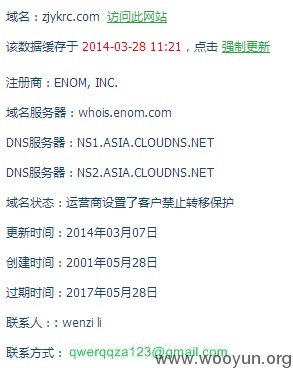 域名：zjykrc.com 访问此网站
该数据缓存于 2014-03-28 11:21，点击 强制更新
注册商：ENOM, INC.
域名服务器：whois.enom.com
DNS服务器：NS1.ASIA.CLOUDNS.NET
DNS服务器：NS2.ASIA.CLOUDNS.NET
域名状态：运营商设置了客户禁止转移保护
更新时间：2014年03月07日
创建时间：2001年05月28日
过期时间：2017年05月28日
联系人：: wenzi li
联系方式： qwerqqza123@gmail.com
www.wooyun.org